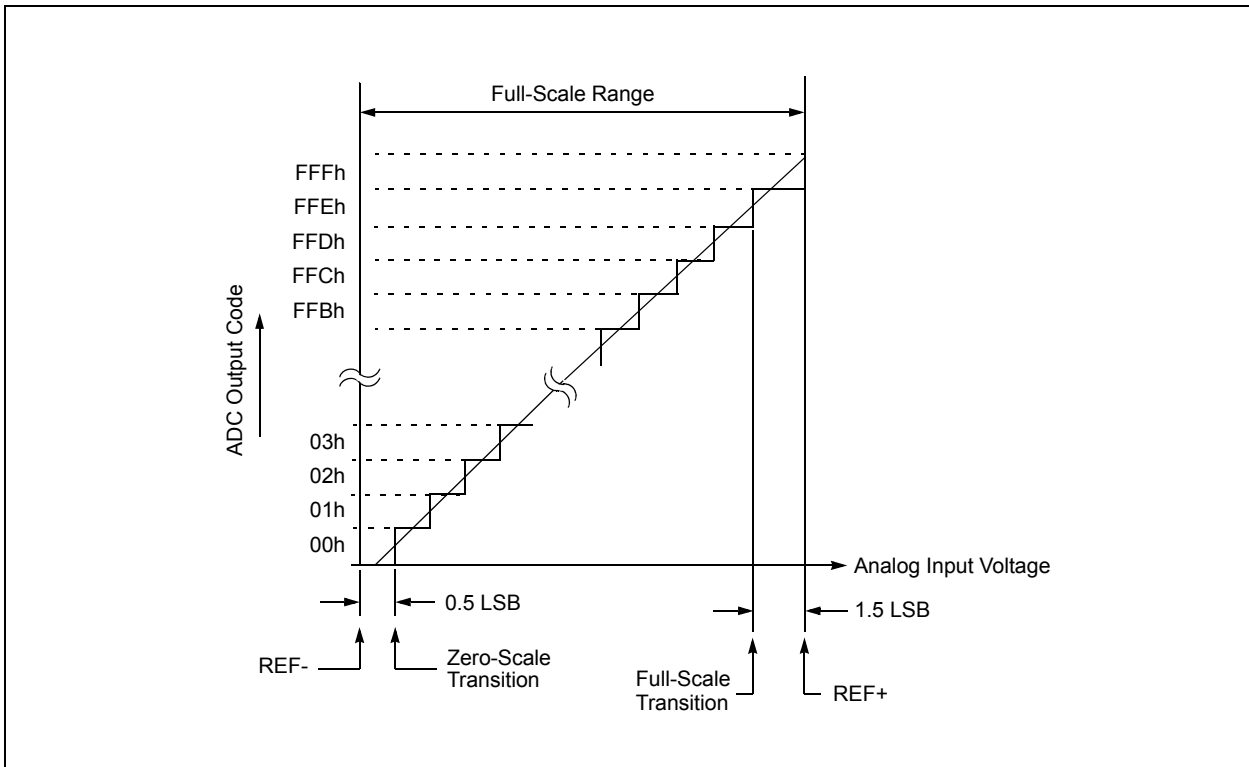 Full-Scale Range
FFFh
FFEh
FFDh
FFCh
FFBh
ADC Output Code
03h
02h
01h
00h
Analog Input Voltage
0.5 LSB
1.5 LSB
REF-
Zero-Scale
Transition
Full-Scale
Transition
REF+